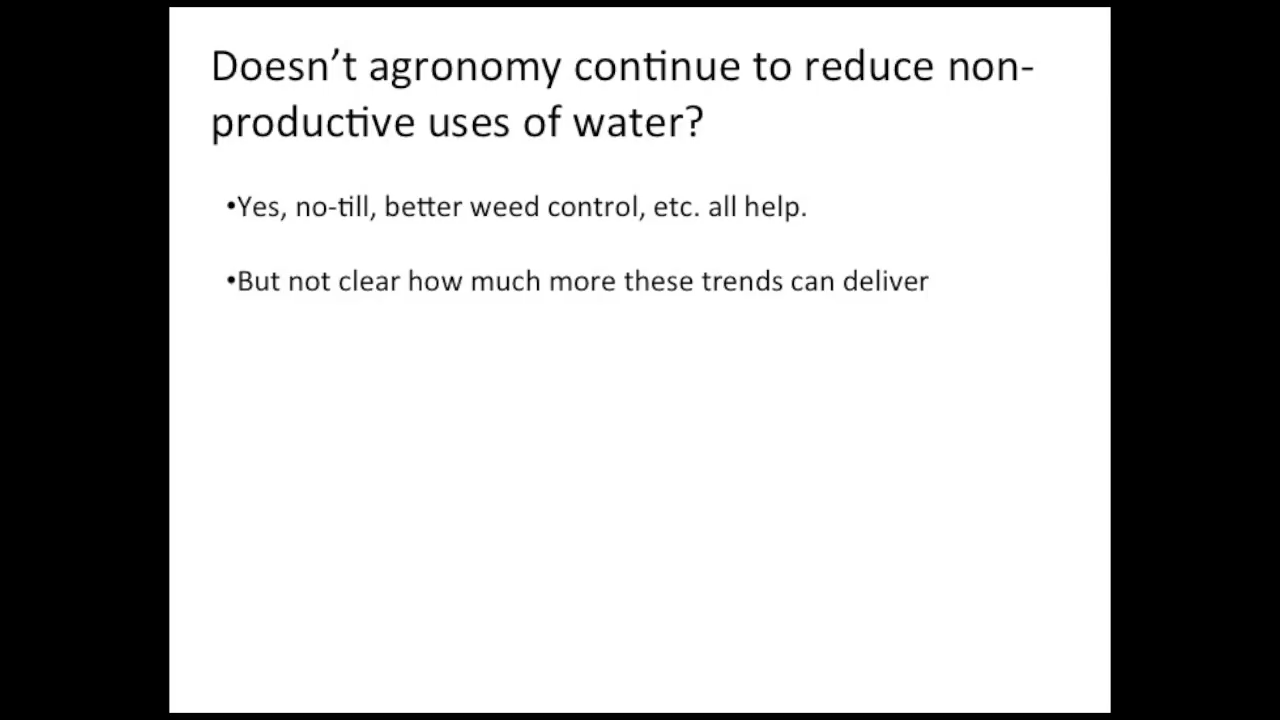 Doesn’t agronomy continue to reduce non-
productive uses of water?
•Yes, no-till, better weed control, etc. all help.
•But not clear how much more these trends can deliver